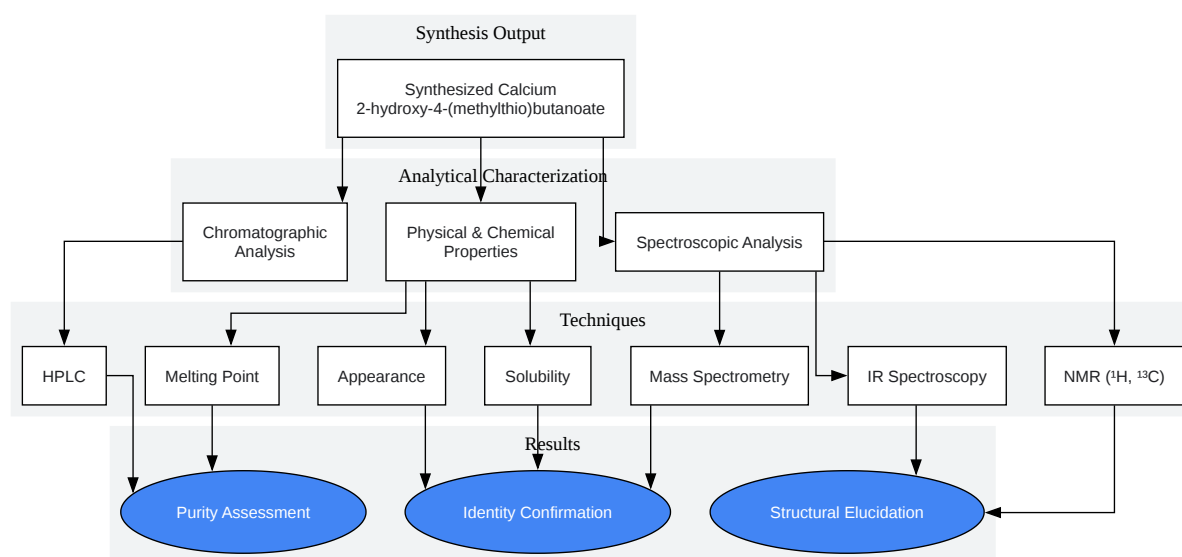 Synthesis Output
Synthesized Calcium
2-hydroxy-4-(methylthio)butanoate
Analytical Characterization
Chromatographic
Analysis
Physical & Chemical
Properties
Spectroscopic Analysis
Techniques
HPLC
Melting Point
Appearance
Solubility
Mass Spectrometry
IR Spectroscopy
NMR (¹H, ¹³C)
Results
Purity Assessment
Identity Confirmation
Structural Elucidation